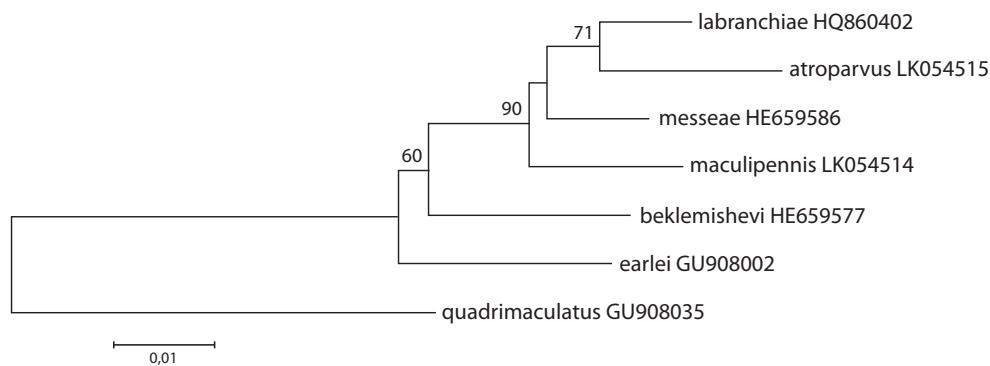 labranchiae HQ860402
71
atroparvus LK054515
90
messeae HE659586
60
maculipennis LK054514
beklemishevi HE659577
earlei GU908002
quadrimaculatus GU908035
0,01